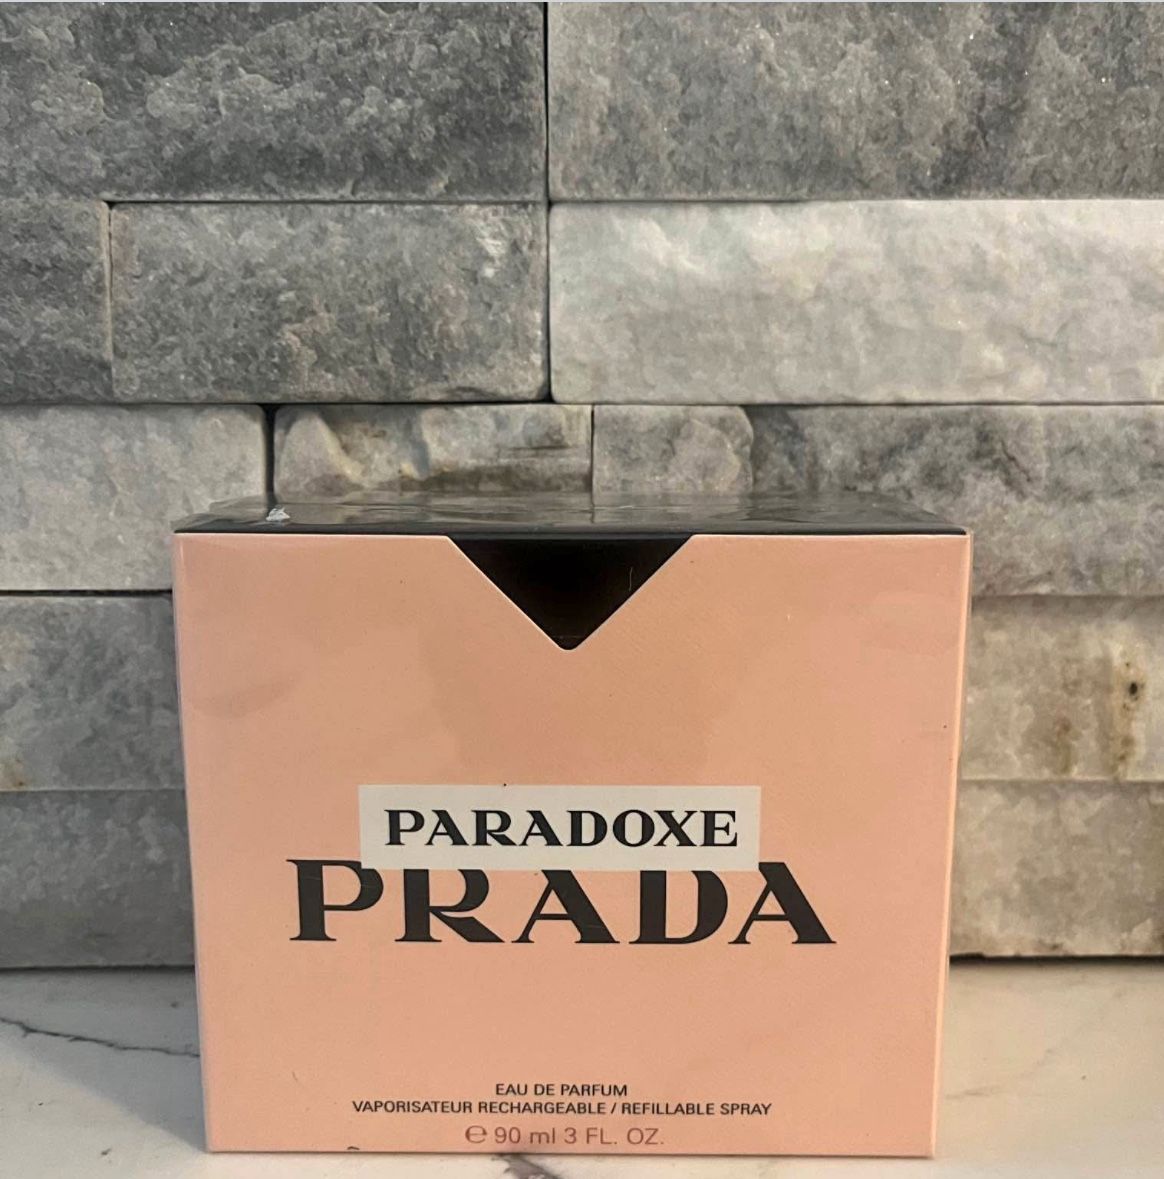 PARADOXE
PRADA
EAU DE PARFUM
VAPORISATEUR RECHARGEABLE / REFILLABLE SPRAY
℮ 90 ml 3 FL. OZ.